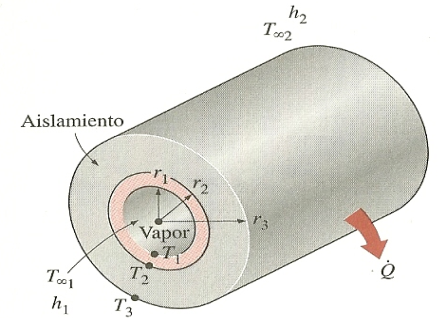 h₂
T∞2
Aislamiento
r₁
r₂
r₃
Vapor
T₁
T₂
T∞1
h₁
T₃
Q̇